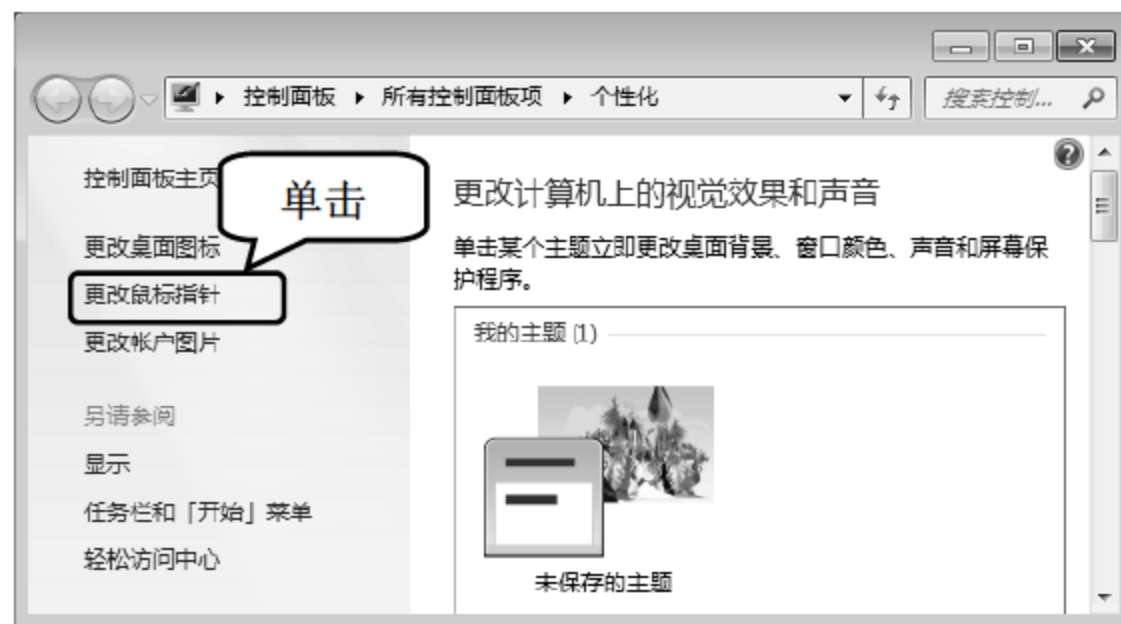 控制面板 ▸ 所有控制面板项 ▸ 个性化
搜索控制...
控制面板主页
单击
更改桌面图标
更改鼠标指针
更改帐户图片
另请参阅
显示
任务栏和「开始」菜单
轻松访问中心
更改计算机上的视觉效果和声音
单击某个主题立即更改桌面背景、窗口颜色、声音和屏幕保
护程序。
我的主题 (1)
未保存的主题